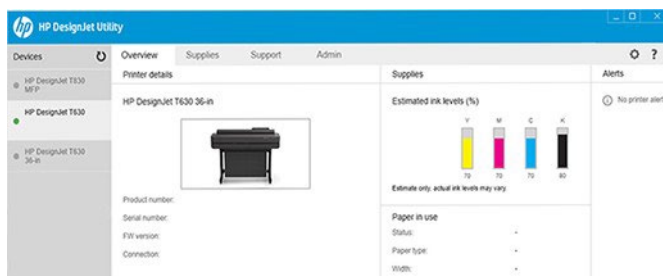 hp HP DesignJet Utility
Devices
HP DesignJet T830
MFP
HP DesignJet T630
HP DesignJet T630
36-in
Overview Supplies Support Admin
?
Printer details
HP DesignJet T630 36-in
Product number:
Serial number:
FW version:
Connection:
Supplies
Estimated ink levels (%)
Y M C K
70 70 70 80
Estimate only, actual ink levels may vary.
Paper in use
Status: -
Paper type: -
Width: -
Alerts
No printer alert